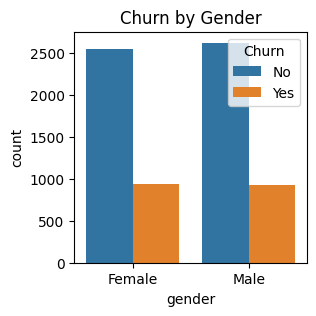 Churn by Gender
Churn
No
Yes
2500
2000
1500
1000
500
0
count
Female
Male
gender